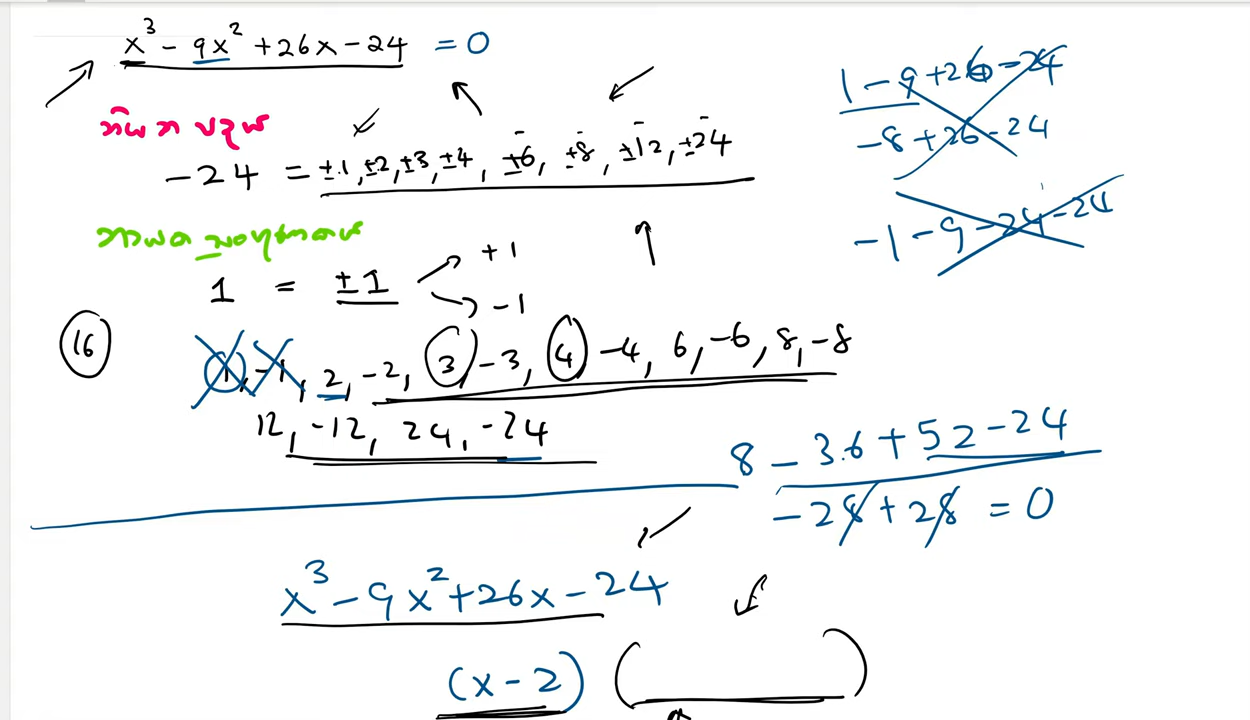 x³ - 9x² + 26x - 24 = 0
1 - 9 + 26 - 24
-8 + 26 - 24
-24 = ±1, ±2, ±3, ±4, ±6, ±8, ±12, ±24
-1 - 9 - 24 - 24
1 = ±1
+1
-1
16
1, -1, 2, -2, 3, -3, 4, -4, 6, -6, 8, -8
12, -12, 24, -24
8 - 36 + 52 - 24
-28 + 28 = 0
x³ - 9x² + 26x - 24
(x - 2) ( )